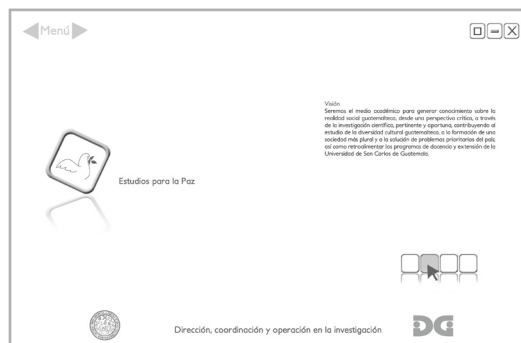 Menú
Visión
Seremos el medio académico para generar conocimiento sobre la
realidad social guatemalteca, desde una perspectiva crítica, a través
de la investigación científica, pertinente y oportuna, contribuyendo al
estudio de la diversidad cultural guatemalteca, a la formación de una
sociedad más plural y a la solución de problemas prioritarios del país;
así como retroalimentar los programas de docencia y extensión de la
Universidad de San Carlos de Guatemala.
Estudios para la Paz
Dirección, coordinación y operación en la investigación